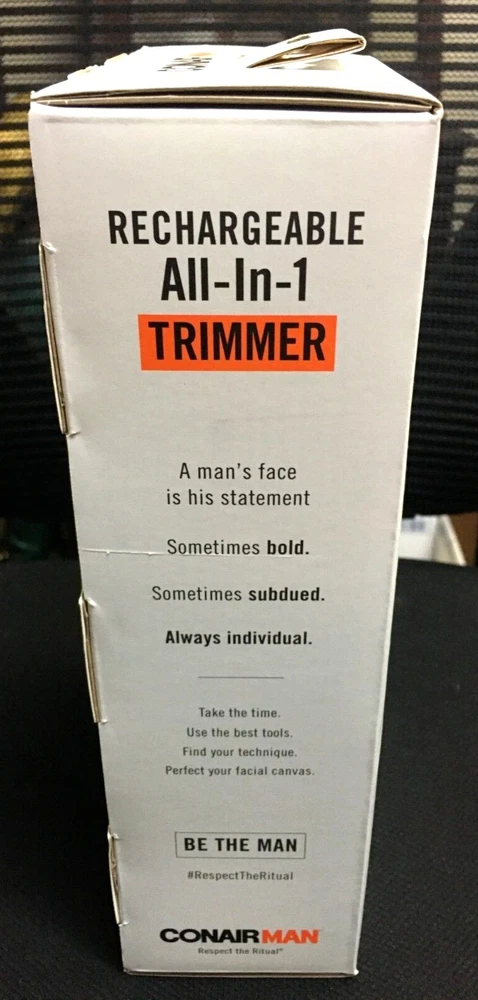 RECHARGEABLE
All-In-1
TRIMMER
A man's face
is his statement
Sometimes bold.
Sometimes subdued.
Always individual.
Take the time.
Use the best tools.
Find your technique.
Perfect your facial canvas.
BE THE MAN
#RespectTheRitual
CONAIRMAN
Respect the Ritual™